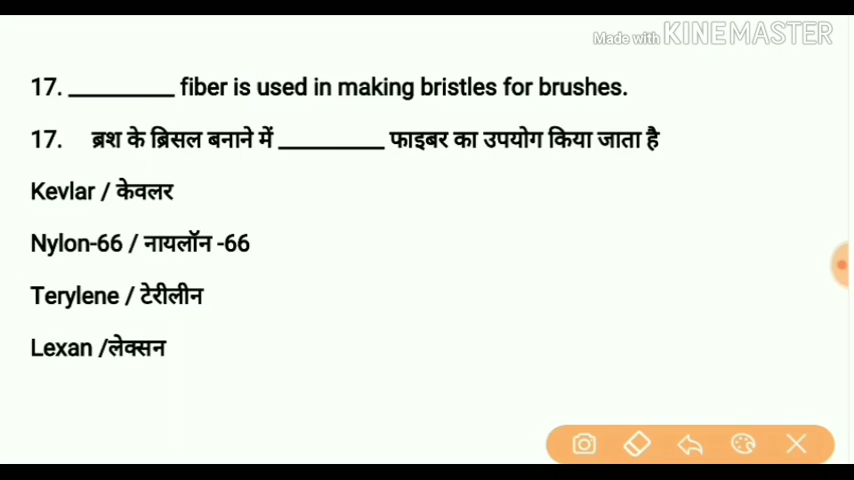 Made with KINEMASTER
17. __________ fiber is used in making bristles for brushes.
17. ब्रश के ब्रिसल बनाने में __________ फाइबर का उपयोग किया जाता है
Kevlar / केवलर
Nylon-66 / नायलॉन -66
Terylene / टेरीलीन
Lexan /लेक्सन